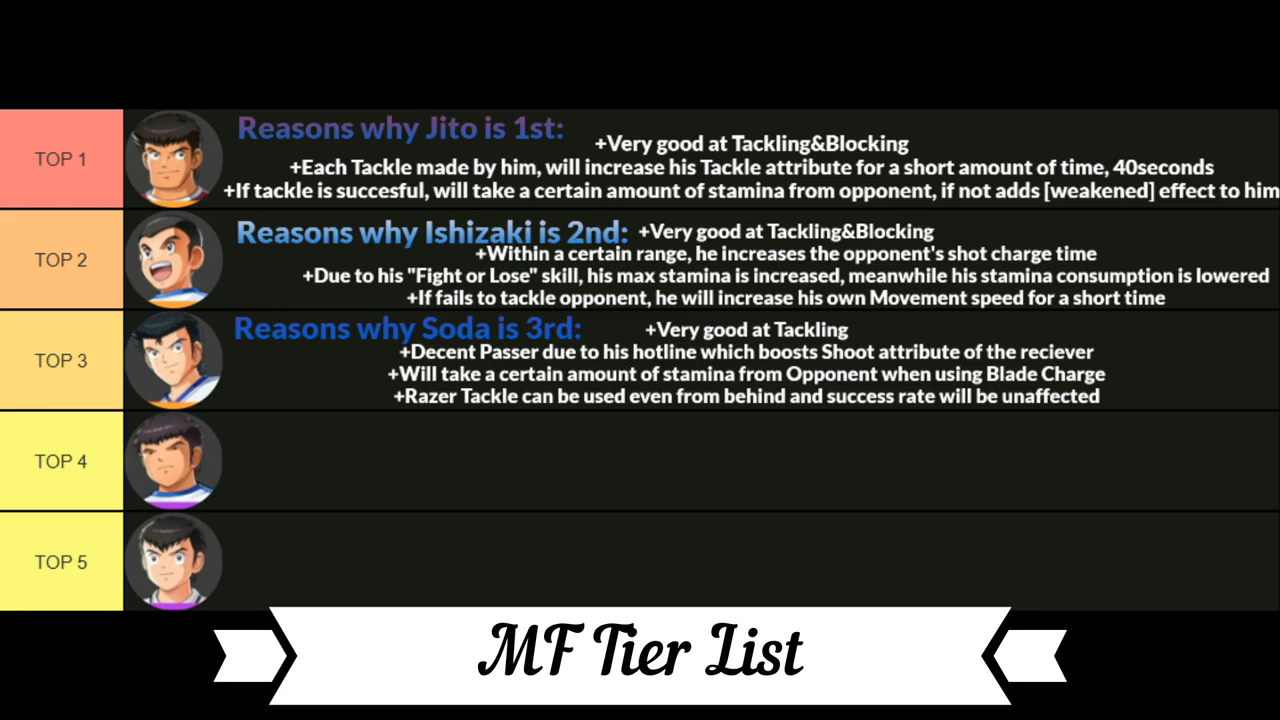 TOP 1
Reasons why Jito is 1st:
+Very good at Tackling&Blocking
+Each Tackle made by him, will increase his Tackle attribute for a short amount of time, 40seconds
+If tackle is succesful, will take a certain amount of stamina from opponent, if not adds [weakened] effect to him
TOP 2
Reasons why Ishizaki is 2nd: +Very good at Tackling&Blocking
+Within a certain range, he increases the opponent's shot charge time
+Due to his "Fight or Lose" skill, his max stamina is increased, meanwhile his stamina consumption is lowered
+If fails to tackle opponent, he will increase his own Movement speed for a short time
TOP 3
Reasons why Soda is 3rd: +Very good at Tackling
+Decent Passer due to his hotline which boosts Shoot attribute of the reciever
+Will take a certain amount of stamina from Opponent when using Blade Charge
+Razer Tackle can be used even from behind and success rate will be unaffected
TOP 4
TOP 5
MF Tier List